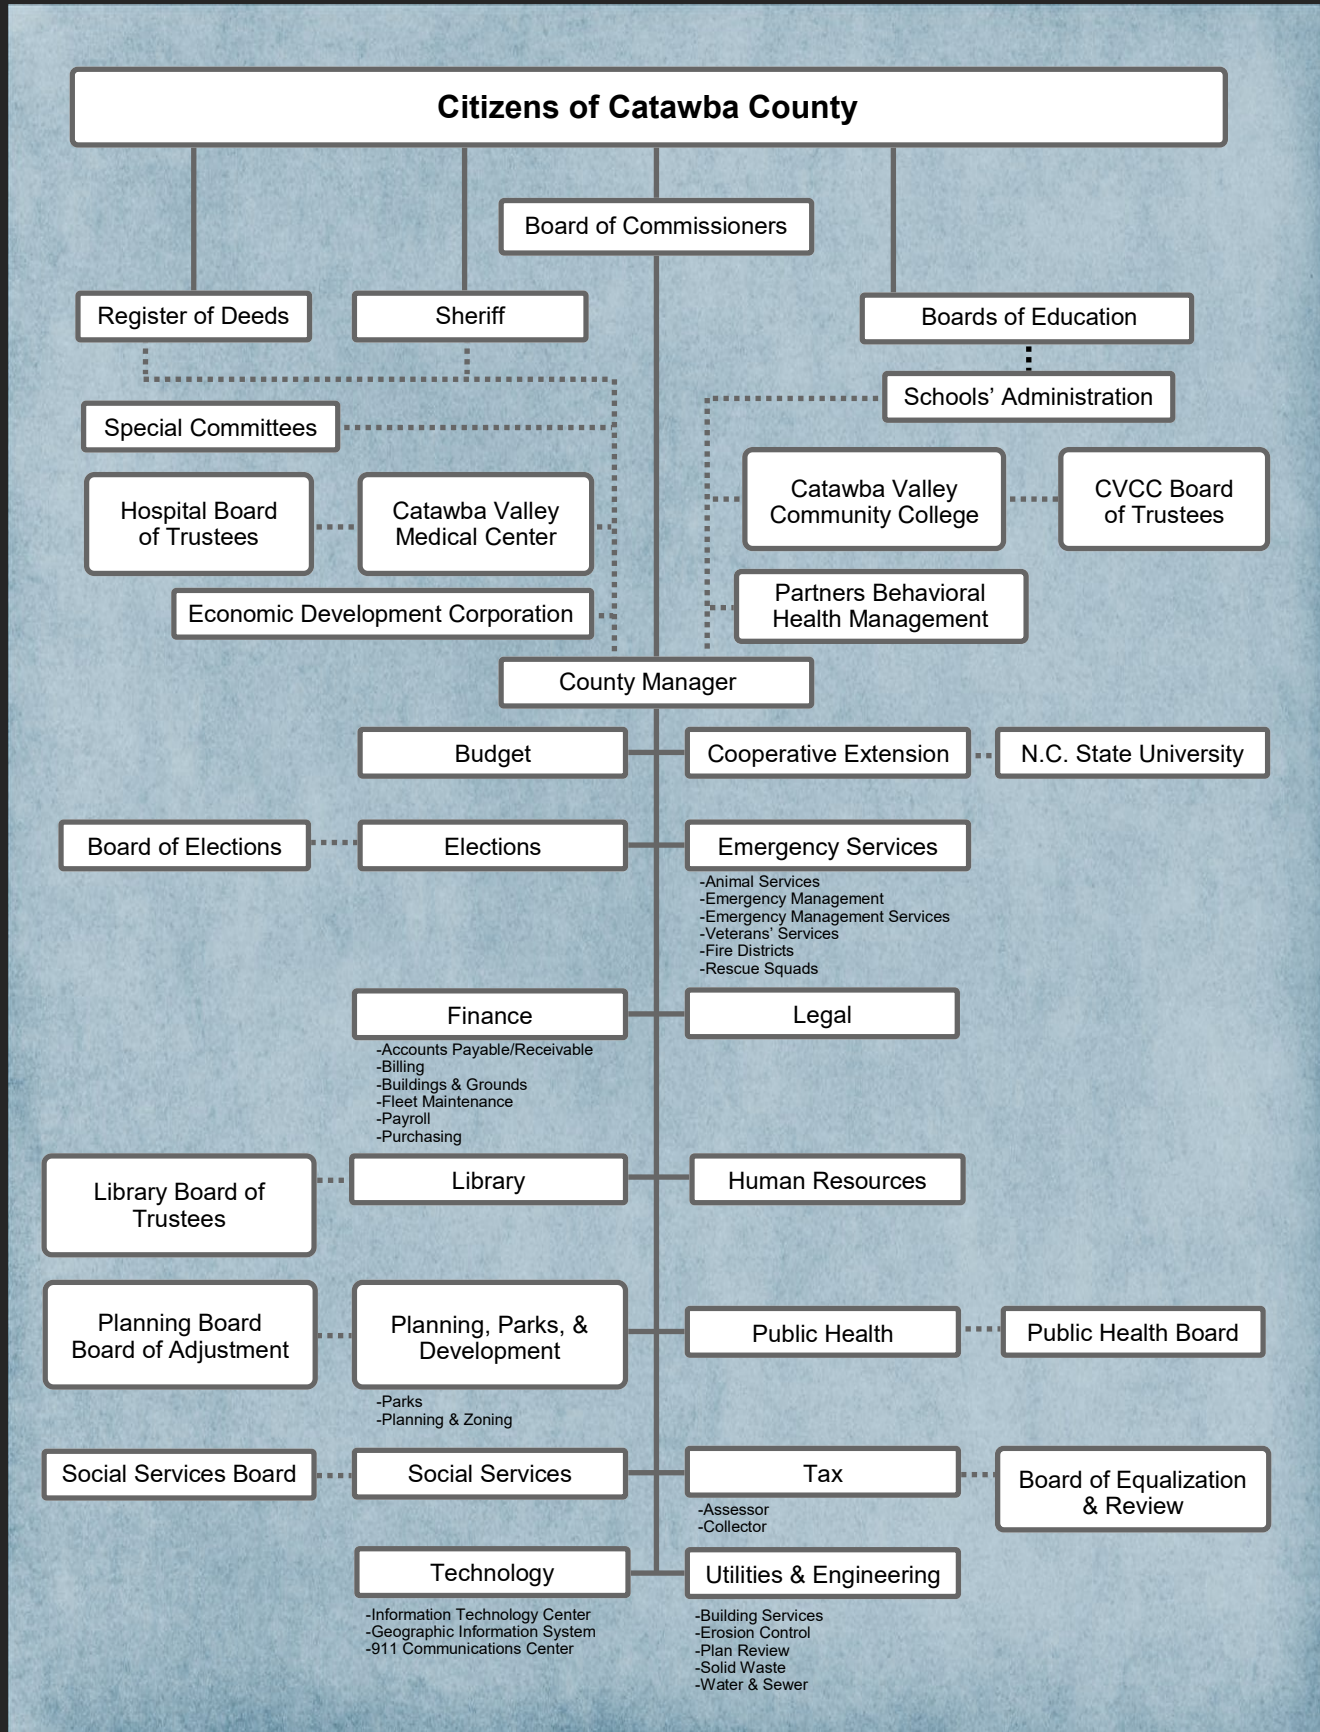 Citizens of Catawba County
Board of Commissioners
Register of Deeds
Sheriff
Boards of Education
Schools’ Administration
Special Committees
Hospital Board
of Trustees
Catawba Valley
Medical Center
Catawba Valley
Community College
CVCC Board
of Trustees
Economic Development Corporation
Partners Behavioral
Health Management
County Manager
Budget
Cooperative Extension
N.C. State University
Board of Elections
Elections
Emergency Services
-Animal Services
-Emergency Management
-Emergency Management Services
-Veterans’ Services
-Fire Districts
-Rescue Squads
Finance
-Accounts Payable/Receivable
-Billing
-Buildings & Grounds
-Fleet Maintenance
-Payroll
-Purchasing
Legal
Library Board of
Trustees
Library
Human Resources
Planning Board
Board of Adjustment
Planning, Parks, &
Development
-Parks
-Planning & Zoning
Public Health
Public Health Board
Social Services Board
Social Services
Tax
-Assessor
-Collector
Board of Equalization
& Review
Technology
-Information Technology Center
-Geographic Information System
-911 Communications Center
Utilities & Engineering
-Building Services
-Erosion Control
-Plan Review
-Solid Waste
-Water & Sewer